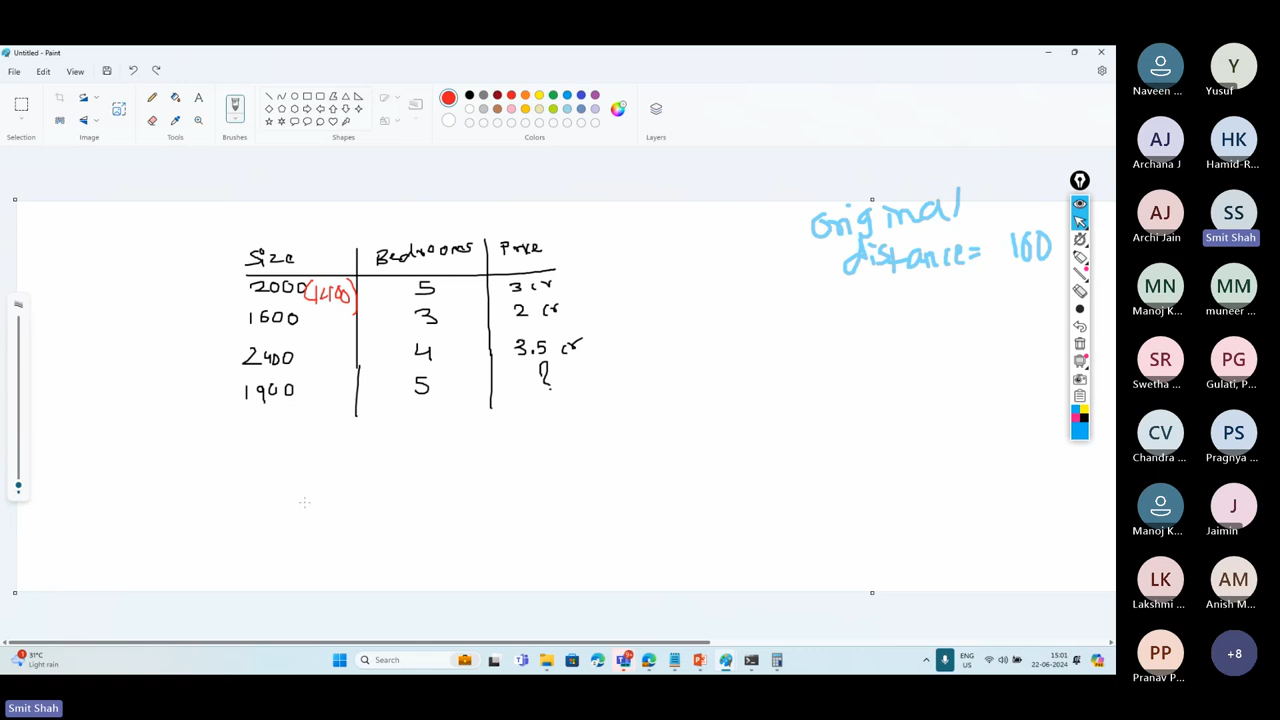 Untitled - Paint
File Edit View
Selection Image Tools Brushes Shapes Colors Layers
original
distance= 100
Size Bedrooms Price
2000 (1400) 5 3 cr
1600 3 2 cr
2400 4 3.5 cr
1900 5 ?
Naveen ... Yusuf
AJ HK
Archana J Hamid-R...
AJ SS
Archi Jain Smit Shah
MN MM
Manoj K... muneer ...
SR PG
Swetha ... Gulati, P...
CV PS
Chandra ... Pragnya ...
J
Manoj K... Jaimin
LK AM
Lakshmi ... Anish M...
PP +8
Pranav P...
Y
31°C
Light rain
Search
ENG
US
15:01
22-06-2024
Smit Shah